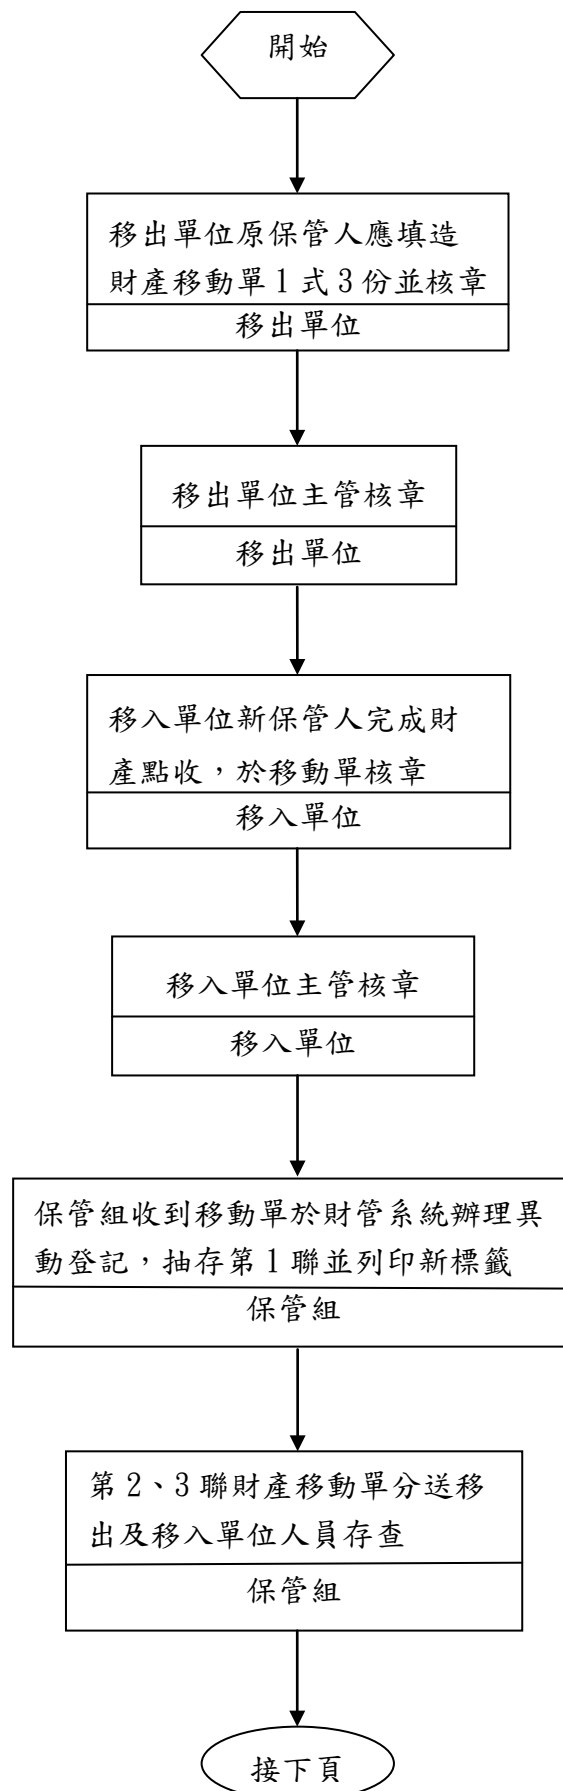 開始
移出單位原保管人應填造
財產移動單1式3份並核章
移出單位
移出單位主管核章
移出單位
移入單位新保管人完成財
產點收，於移動單核章
移入單位
移入單位主管核章
移入單位
保管組收到移動單於財管系統辦理異
動登記，抽存第1聯並列印新標籤
保管組
第2、3聯財產移動單分送移
出及移入單位人員存查
保管組
接下頁